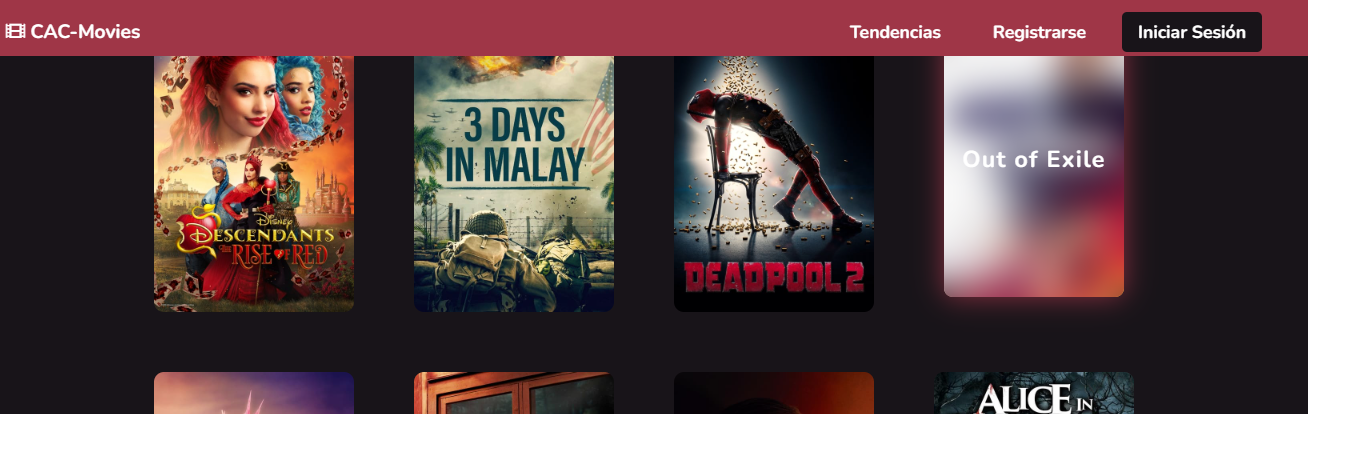 CAC-Movies
Tendencias
Registrarse
Iniciar Sesión
Disney
DESCENDANTS
THE RISE OF RED
3 DAYS
IN MALAY
DEADPOOL 2
Out of Exile
ALICE IN